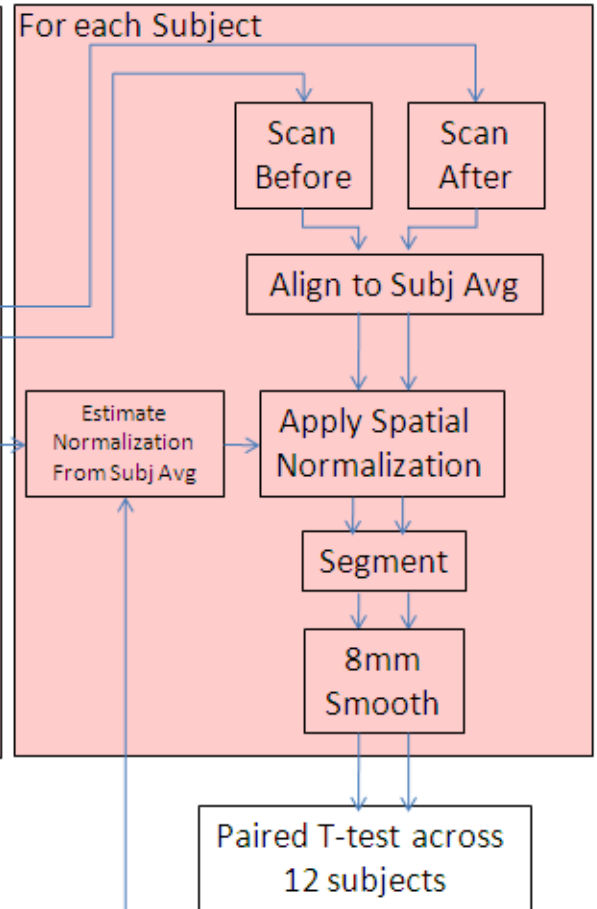 For each Subject
Scan
Before
Scan
After
Align to Subj Avg
Estimate
Normalization
From Subj Avg
Apply Spatial
Normalization
Segment
8mm
Smooth
Paired T-test across
12 subjects